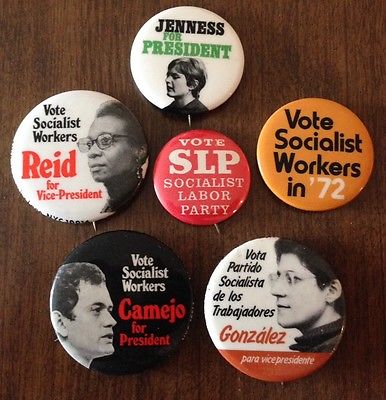 JENNESS
FOR
PRESIDENT
Vote
Socialist
Workers
Reid
for
Vice-President
VOTE
SLP
SOCIALIST
LABOR
PARTY
Vote
Socialist
Workers
in '72
Vote
Socialist
Workers
Camejo
for
President
Vota
Partido
Socialista
de los
Trabajadores
González
para vicepresidente